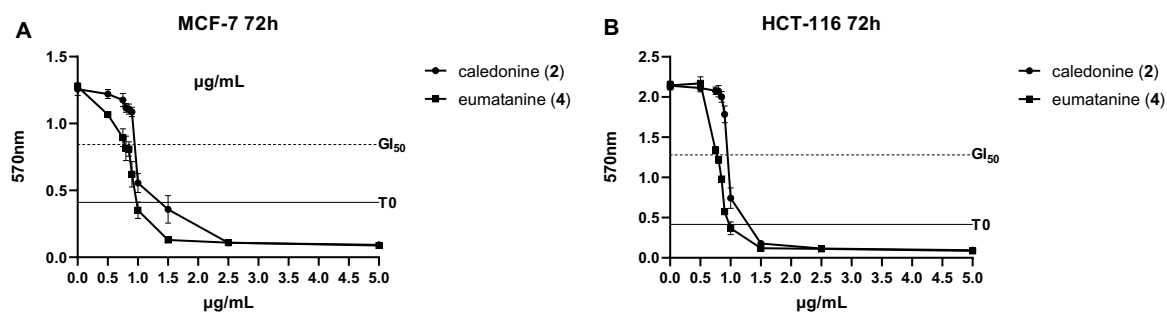 A
MCF-7 72h
1.5
1.0
0.5
0.0
570nm
µg/mL
caledonine (2)
eumatanine (4)
GI50
T0
0.0 0.5 1.0 1.5 2.0 2.5 3.0 3.5 4.0 4.5 5.0
µg/mL
B
HCT-116 72h
2.5
2.0
1.5
1.0
0.5
0.0
570nm
caledonine (2)
eumatanine (4)
GI50
T0
0.0 0.5 1.0 1.5 2.0 2.5 3.0 3.5 4.0 4.5 5.0
µg/mL